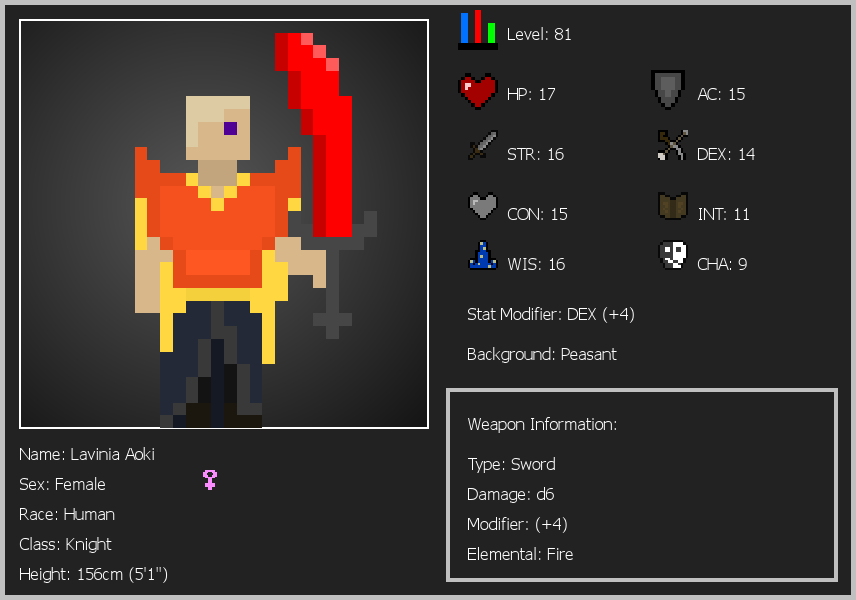 Level: 81
HP: 17
AC: 15
STR: 16
DEX: 14
CON: 15
INT: 11
WIS: 16
CHA: 9
Stat Modifier: DEX (+4)
Background: Peasant
Weapon Information:
Type: Sword
Damage: d6
Modifier: (+4)
Elemental: Fire
Name: Lavinia Aoki
Sex: Female
Race: Human
Class: Knight
Height: 156cm (5'1")